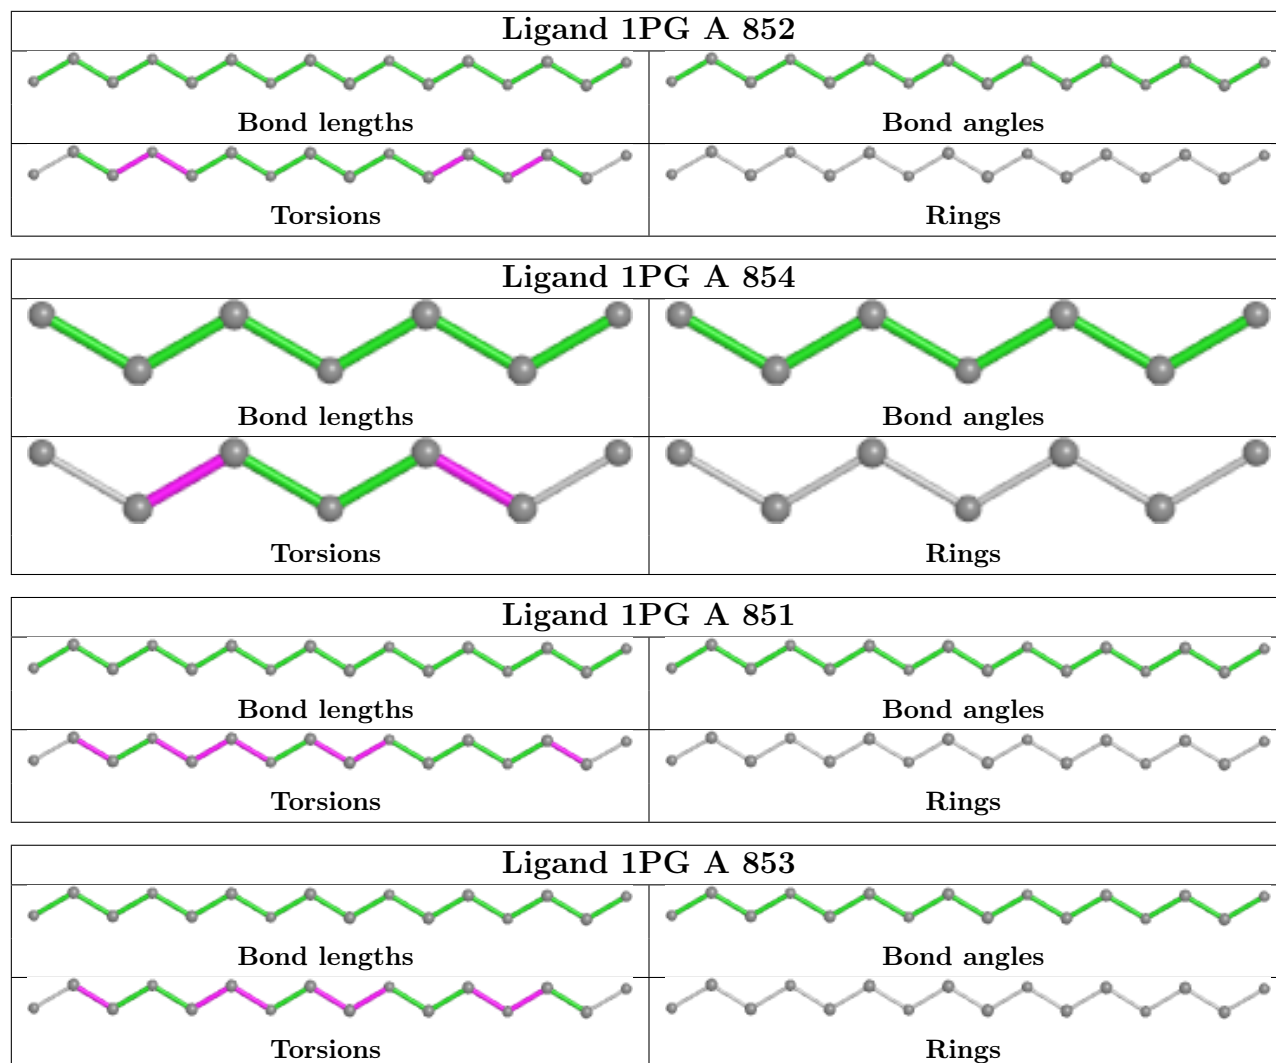 Ligand 1PG A 852
Bond lengths Bond angles
Torsions Rings
Ligand 1PG A 854
Bond lengths Bond angles
Torsions Rings
Ligand 1PG A 851
Bond lengths Bond angles
Torsions Rings
Ligand 1PG A 853
Bond lengths Bond angles
Torsions Rings